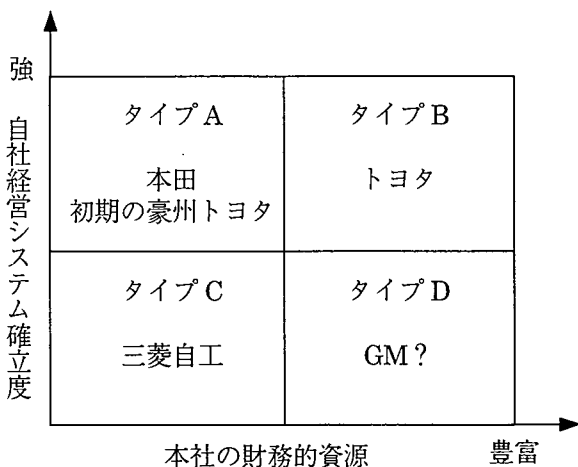 強
自社経営システム確立度
タイプA
本田
初期の豪州トヨタ
タイプB
トヨタ
タイプC
三菱自工
タイプD
GM?
本社の財務的資源
豊富